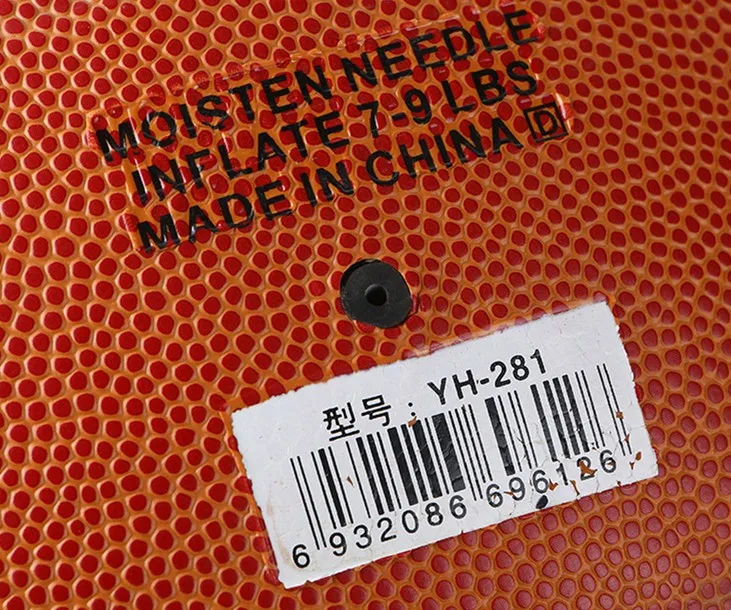 MOISTEN NEEDLE
INFLATE 7-9 LBS
MADE IN CHINA D
型号：YH-281
6 932086 696126